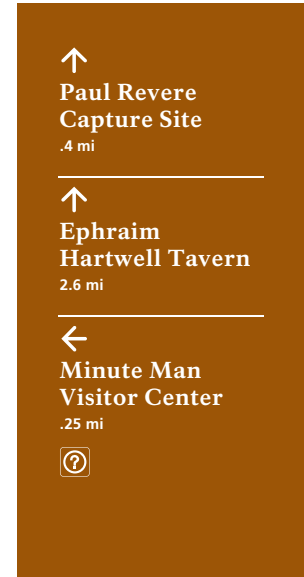 ↑
Paul Revere
Capture Site
.4 mi
↑
Ephraim
Hartwell Tavern
2.6 mi
←
Minute Man
Visitor Center
.25 mi
?